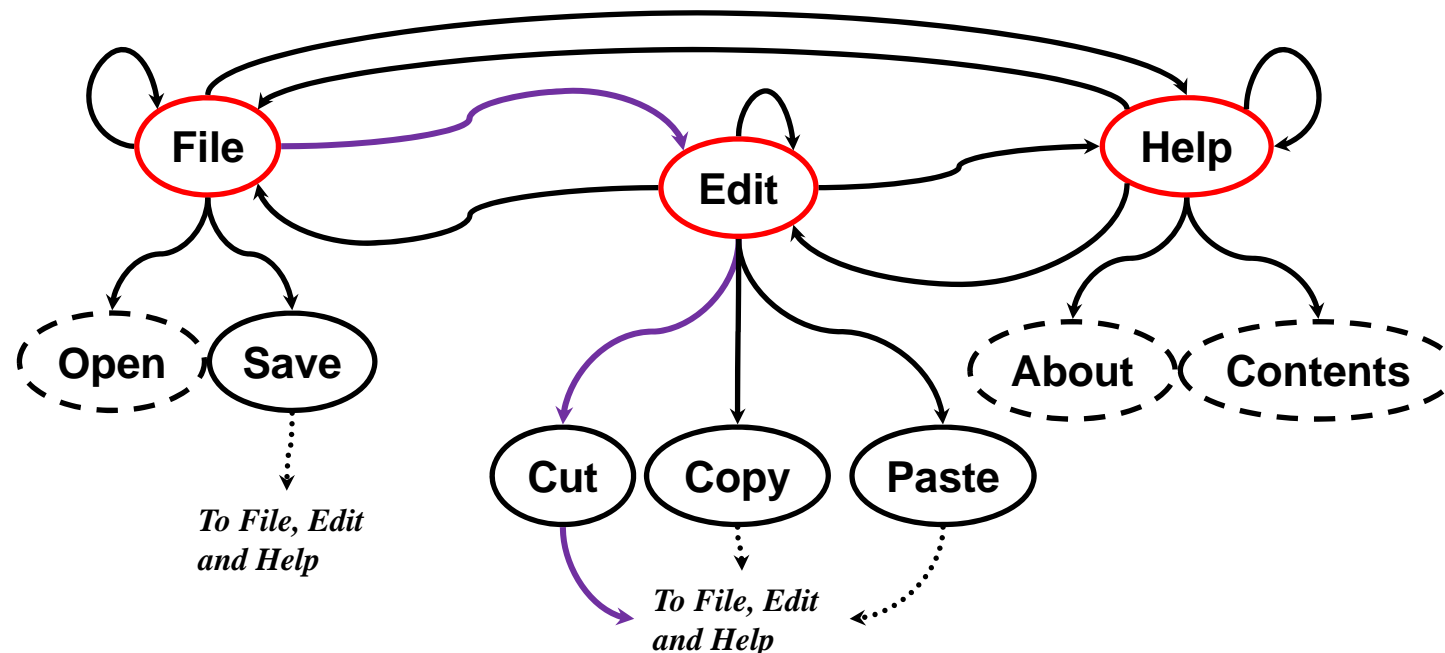 File
Help
Edit
Open
Save
About
Contents
Cut
Copy
Paste
To File, Edit
and Help
To File, Edit
and Help